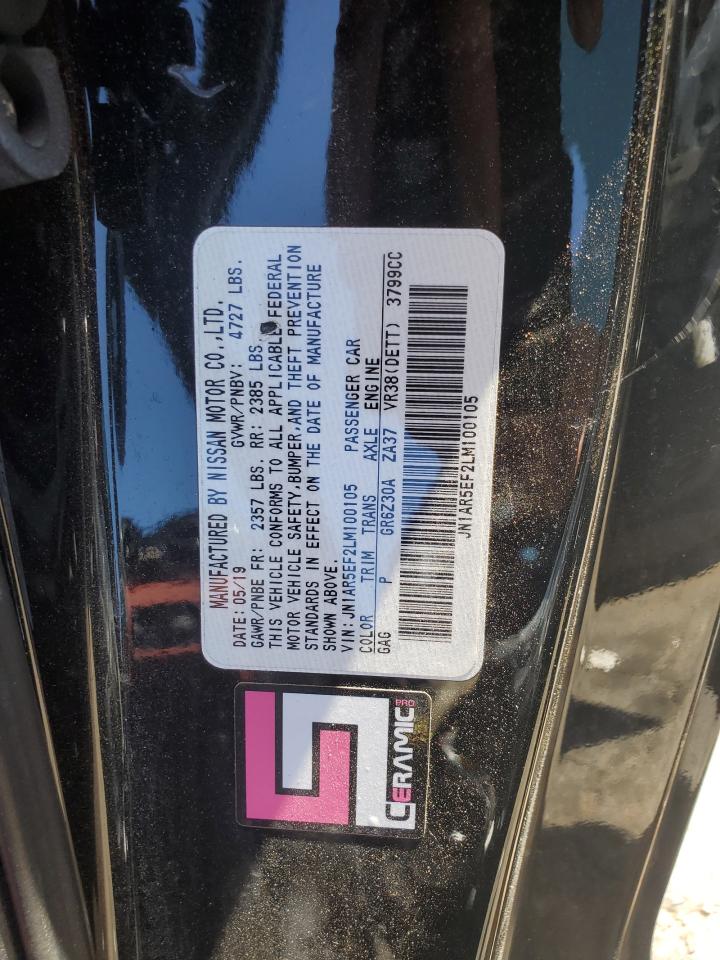 MANUFACTURED BY NISSAN MOTOR CO.,LTD.
DATE: 05/19 GVWR/PNBV: 4727 LBS.
GAWR/PNBE FR: 2357 LBS. RR: 2385 LBS.
THIS VEHICLE CONFORMS TO ALL APPLICABLE FEDERAL
MOTOR VEHICLE SAFETY,BUMPER,AND THEFT PREVENTION
STANDARDS IN EFFECT ON THE DATE OF MANUFACTURE
SHOWN ABOVE.
VIN: JN1AR5EF2LM100105 PASSENGER CAR
COLOR TRIM TRANS AXLE ENGINE
GAG P GR6Z30A ZA37 VR38(DETT) 3799CC
JN1AR5EF2LM100105
CERAMIC PRO